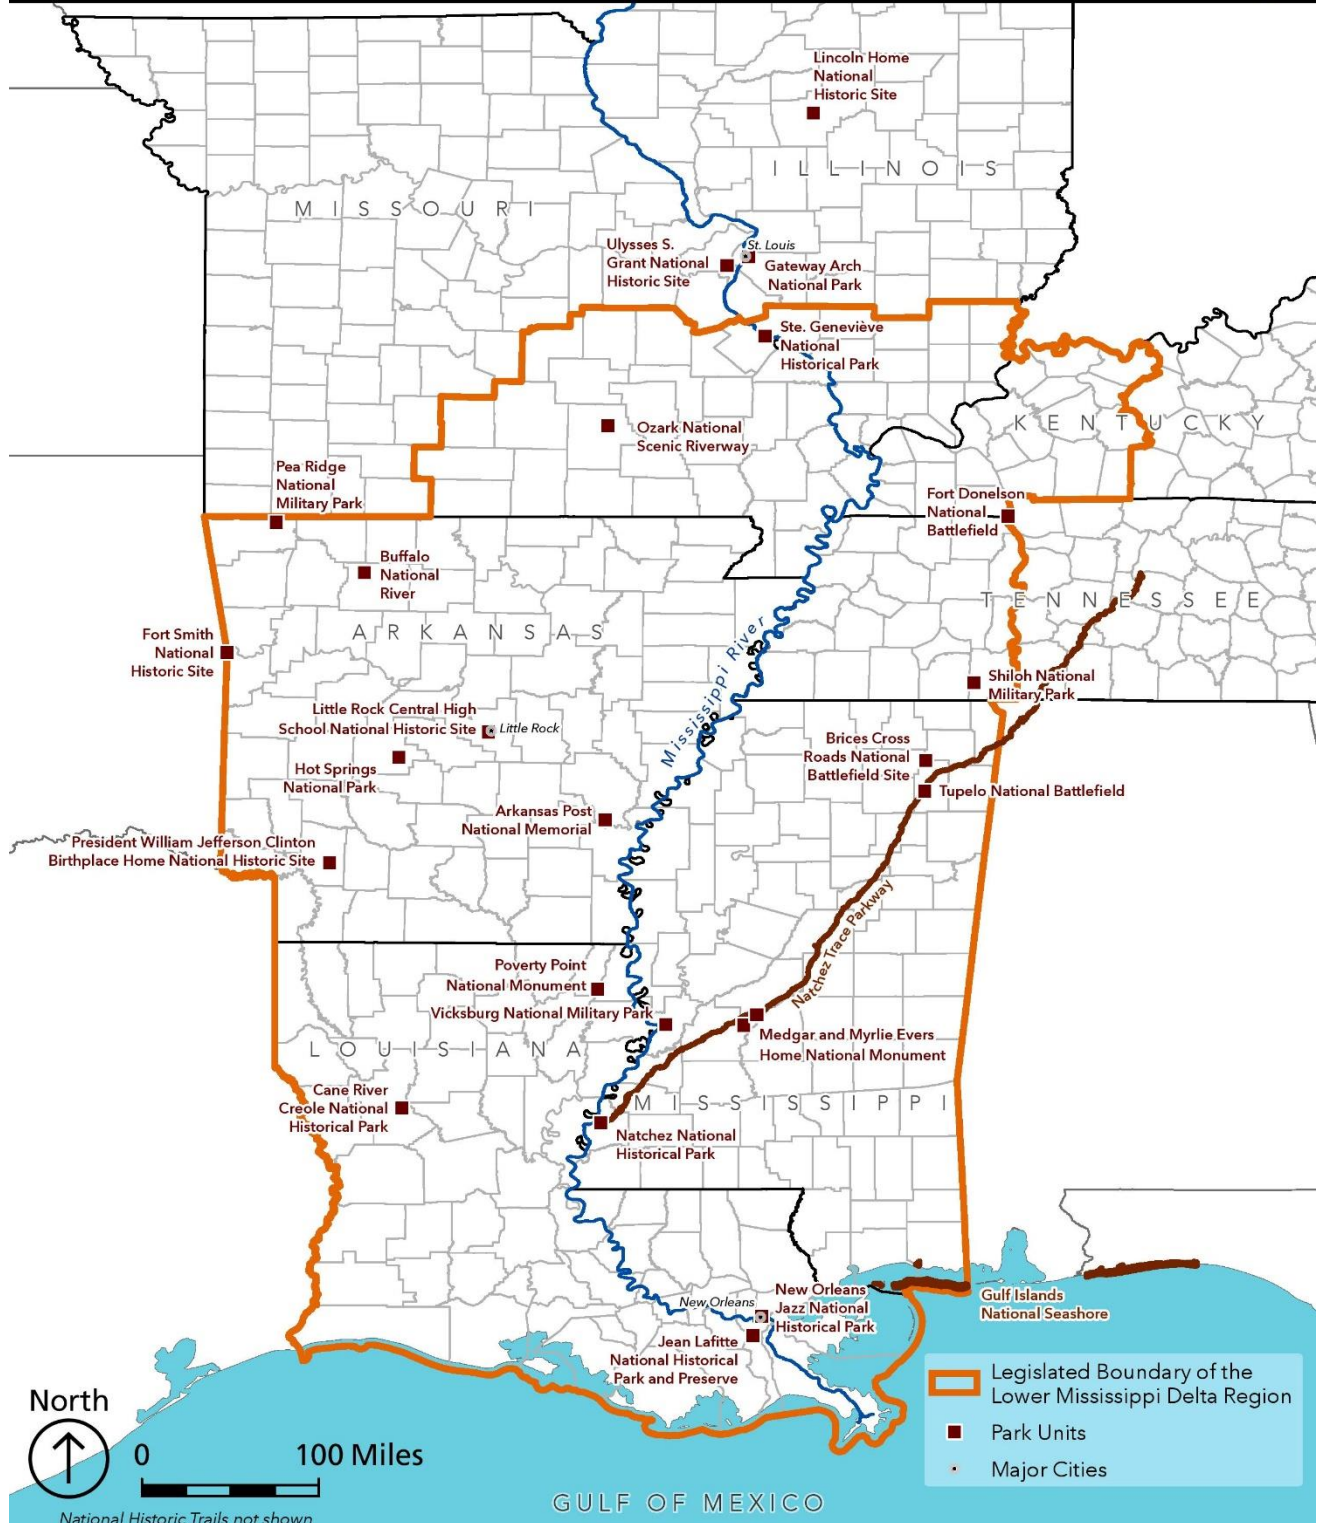 Lincoln Home
National
Historic Site
ILLINOIS
MISSOURI
Ulysses S.
Grant National
Historic Site
St. Louis
Gateway Arch
National Park
Ste. Geneviève
National
Historical Park
KENTUCKY
Ozark National
Scenic Riverway
Pea Ridge
National
Military Park
Fort Donelson
National
Battlefield
Buffalo
National
River
TENNESSEE
ARKANSAS
Fort Smith
National
Historic Site
Mississippi River
Shiloh National
Military Park
Little Rock Central High
School National Historic Site
Little Rock
Brices Cross
Roads National
Battlefield Site
Hot Springs
National Park
Tupelo National Battlefield
Arkansas Post
National Memorial
President William Jefferson Clinton
Birthplace Home National Historic Site
Natchez Trace Parkway
Poverty Point
National Monument
Vicksburg National Military Park
Medgar and Myrlie Evers
Home National Monument
LOUISIANA
Cane River
Creole National
Historical Park
MISSISSIPPI
Natchez National
Historical Park
New Orleans
New Orleans
Jazz National
Historical Park
Gulf Islands
National Seashore
Jean Lafitte
National Historical
Park and Preserve
Legislated Boundary of the
Lower Mississippi Delta Region
Park Units
Major Cities
North
0 100 Miles
National Historic Trails not shown
GULF OF MEXICO